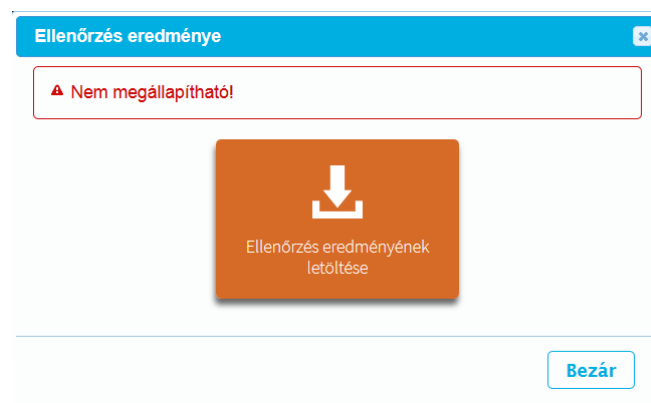 Ellenőrzés eredménye
Nem megállapítható!
Ellenőrzés eredményének
letöltése
Bezár